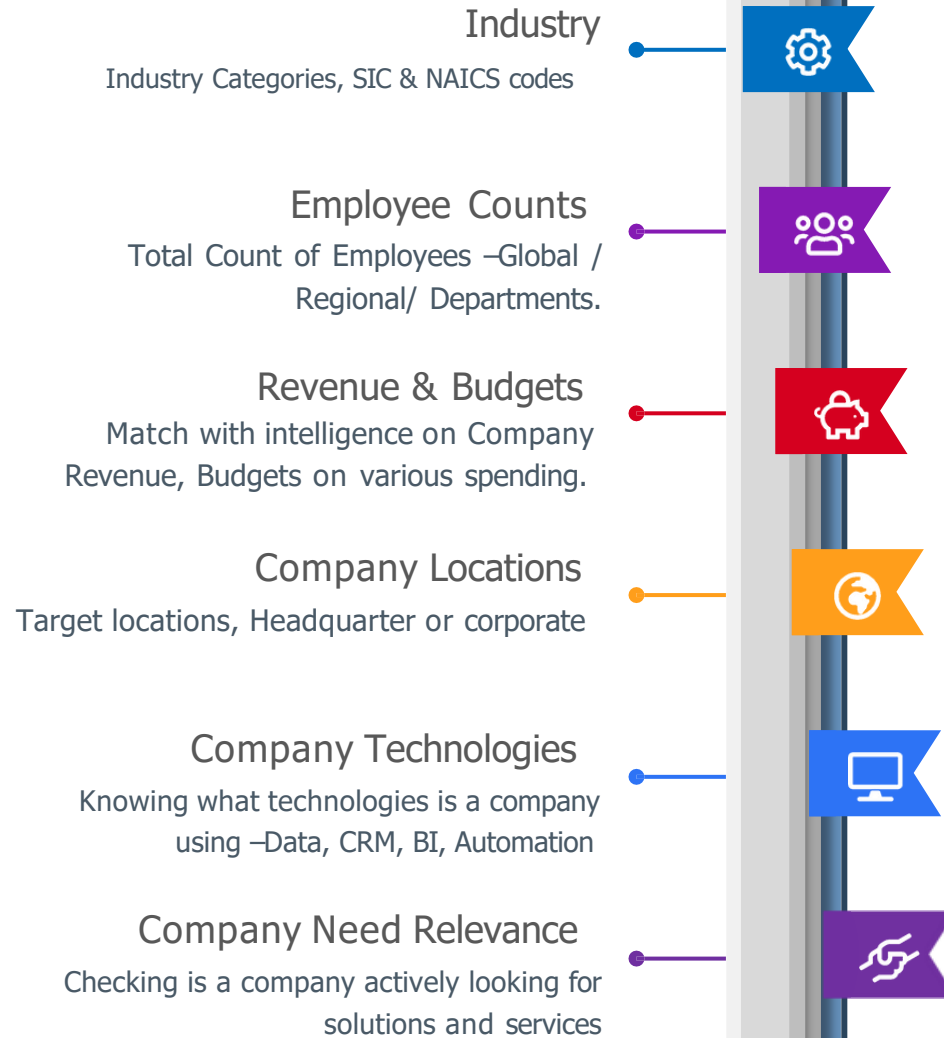 Industry
Industry Categories, SIC & NAICS codes
Employee Counts
Total Count of Employees –Global /
Regional/ Departments.
Revenue & Budgets
Match with intelligence on Company
Revenue, Budgets on various spending.
Company Locations
Target locations, Headquarter or corporate
Company Technologies
Knowing what technologies is a company
using –Data, CRM, BI, Automation
Company Need Relevance
Checking is a company actively looking for
solutions and services